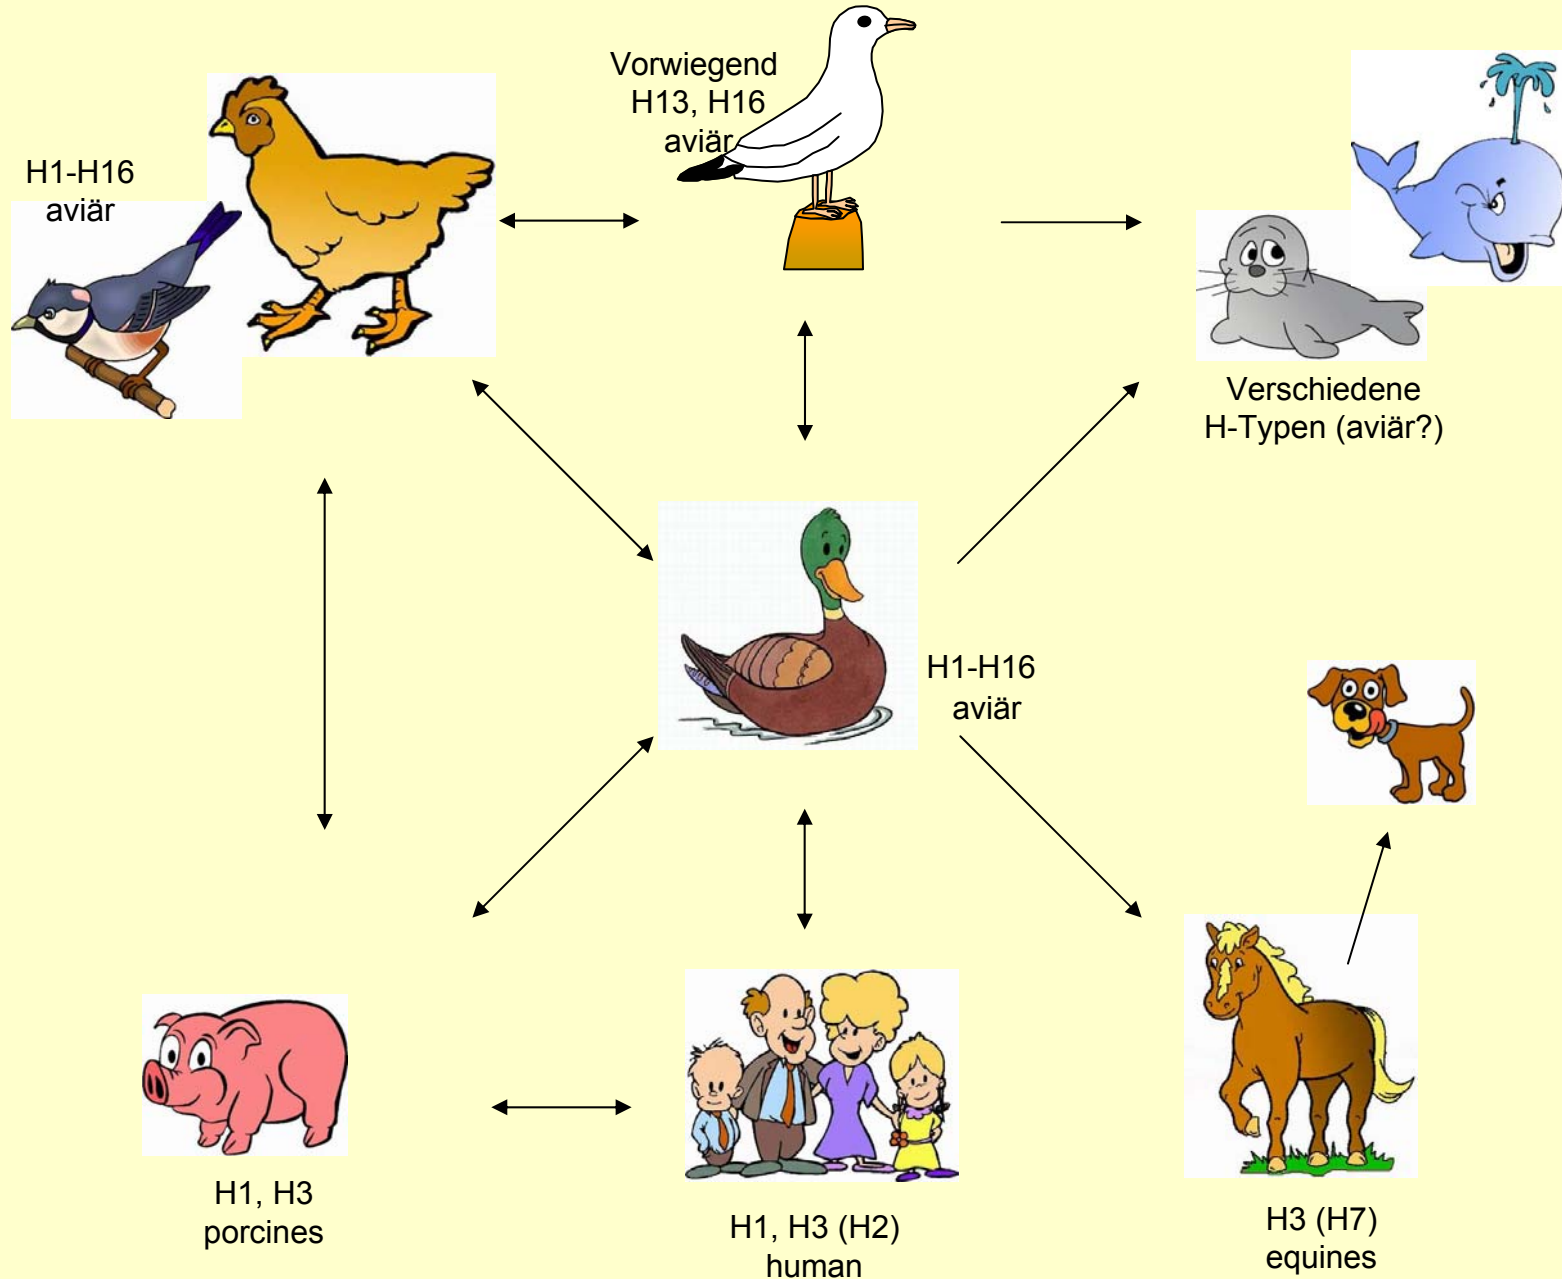 Vorwiegend
H13, H16
aviär
H1-H16
aviär
Verschiedene
H-Typen (aviär?)
H1-H16
aviär
H1, H3
porcines
H1, H3 (H2)
human
H3 (H7)
equines